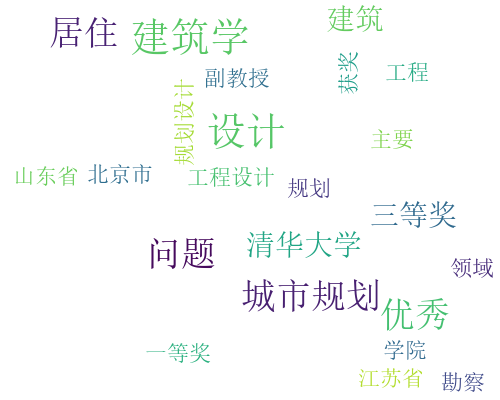 居住
建筑学
建筑
获奖
工程
副教授
规划设计
设计
主要
山东省
北京市
工程设计
规划
三等奖
问题
清华大学
领域
城市规划
优秀
一等奖
学院
江苏省
勘察